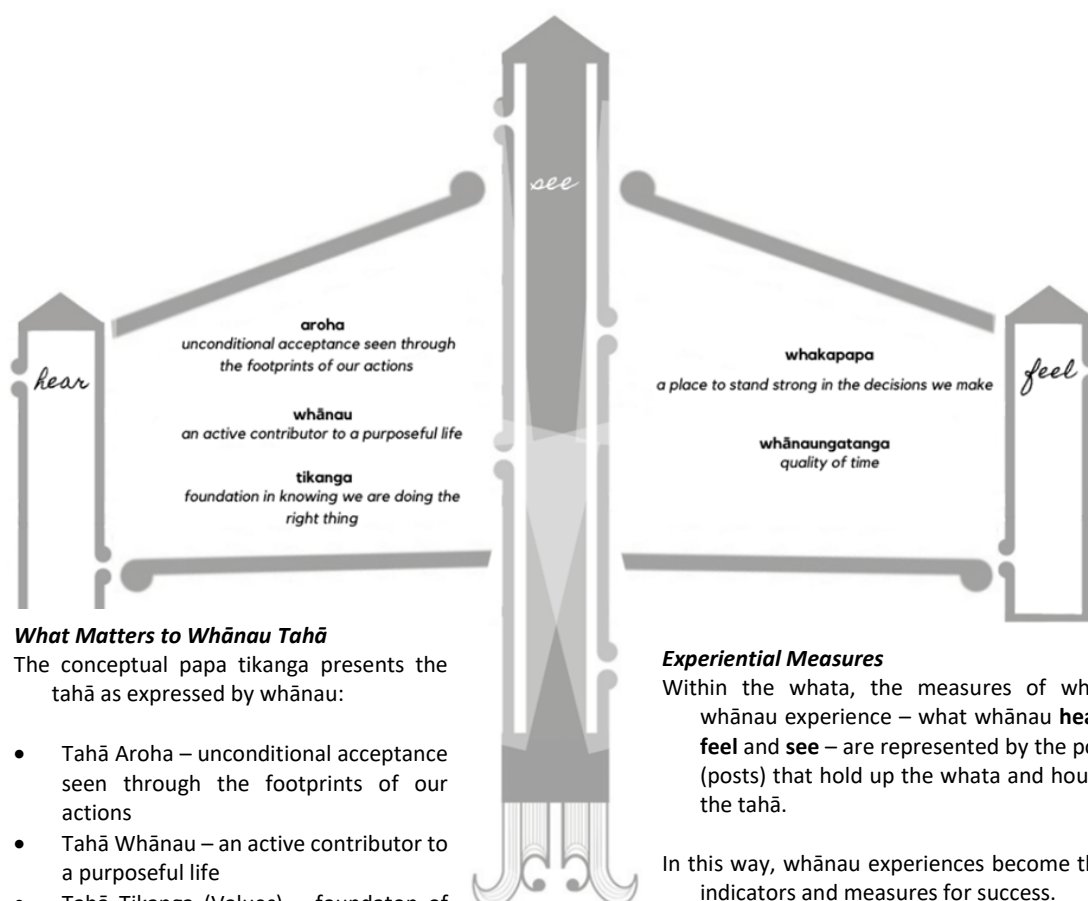 see
hear
aroha
unconditional acceptance seen through
the footprints of our actions
whānau
an active contributor to a purposeful life
tikanga
foundation in knowing we are doing the
right thing
whakapapa
a place to stand strong in the decisions we make
whānaungatanga
quality of time
feel
What Matters to Whānau Tahā
The conceptual papa tikanga presents the
tahā as expressed by whānau:
• Tahā Aroha – unconditional acceptance
seen through the footprints of our
actions
• Tahā Whānau – an active contributor to
a purposeful life
• Tahā Tikanga (Values) – foundaton of
Experiential Measures
Within the whata, the measures of
whānau experience – what whānau
feel and see – are represented by the
(posts) that hold up the whata and
the tahā.
In this way, whānau experiences become
indicators and measures for success.